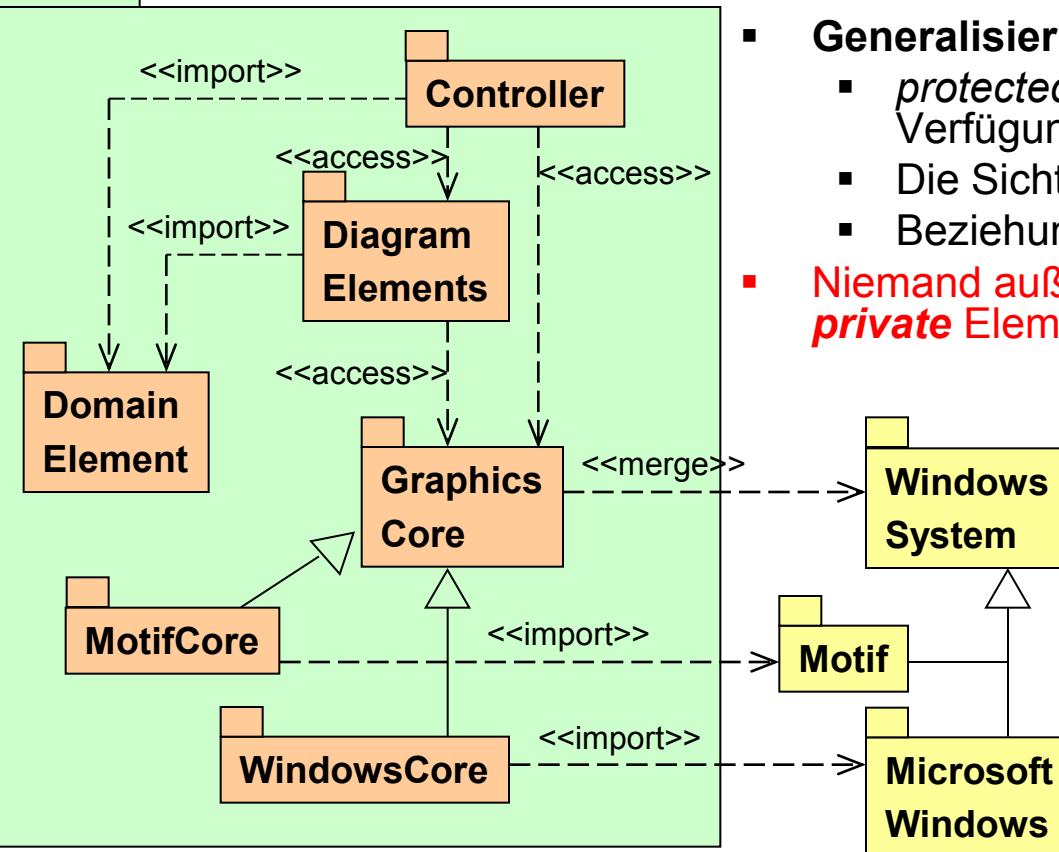 <<import>>
Controller
<<access>>
<<access>>
<<import>>
Diagram
Elements
<<access>>
Domain
Element
Graphics
Core
<<merge>>
Windows
System
MotifCore
<<import>>
Motif
WindowsCore
<<import>>
Microsoft
Windows
▪ Generalisier
▪ protected
Verfügun
▪ Die Sicht
▪ Beziehun
▪ Niemand auß
private Elem